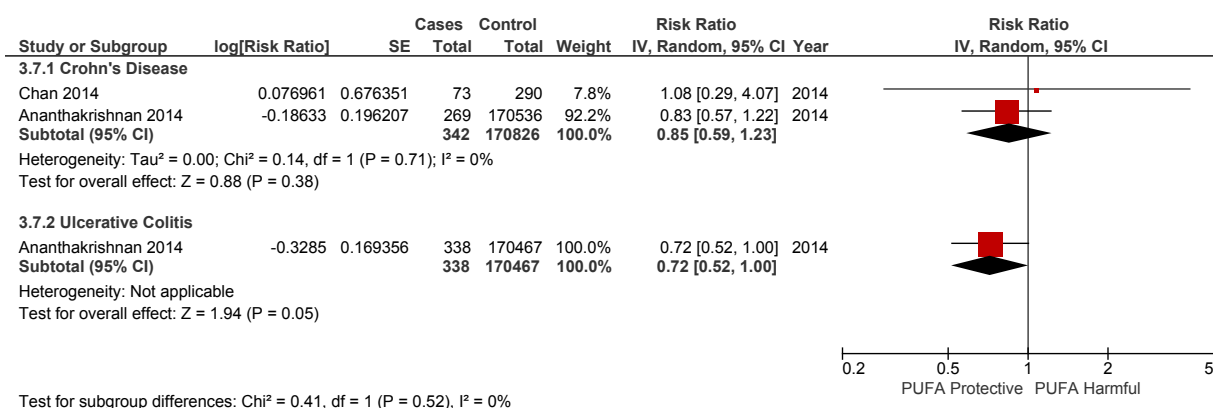 Cases Control Risk Ratio Risk Ratio
Study or Subgroup log[Risk Ratio] SE Total Total Weight IV, Random, 95% CI Year IV, Random, 95% CI
3.7.1 Crohn's Disease
Chan 2014 0.076961 0.676351 73 290 7.8% 1.08 [0.29, 4.07] 2014
Ananthakrishnan 2014 -0.18633 0.196207 269 170536 92.2% 0.83 [0.57, 1.22] 2014
Subtotal (95% CI) 342 170826 100.0% 0.85 [0.59, 1.23]
Heterogeneity: Tau² = 0.00; Chi² = 0.14, df = 1 (P = 0.71); I² = 0%
Test for overall effect: Z = 0.88 (P = 0.38)
3.7.2 Ulcerative Colitis
Ananthakrishnan 2014 -0.3285 0.169356 338 170467 100.0% 0.72 [0.52, 1.00] 2014
Subtotal (95% CI) 338 170467 100.0% 0.72 [0.52, 1.00]
Heterogeneity: Not applicable
Test for overall effect: Z = 1.94 (P = 0.05)
0.2 0.5 1 2 5
PUFA Protective PUFA Harmful
Test for subgroup differences: Chi² = 0.41, df = 1 (P = 0.52), I² = 0%